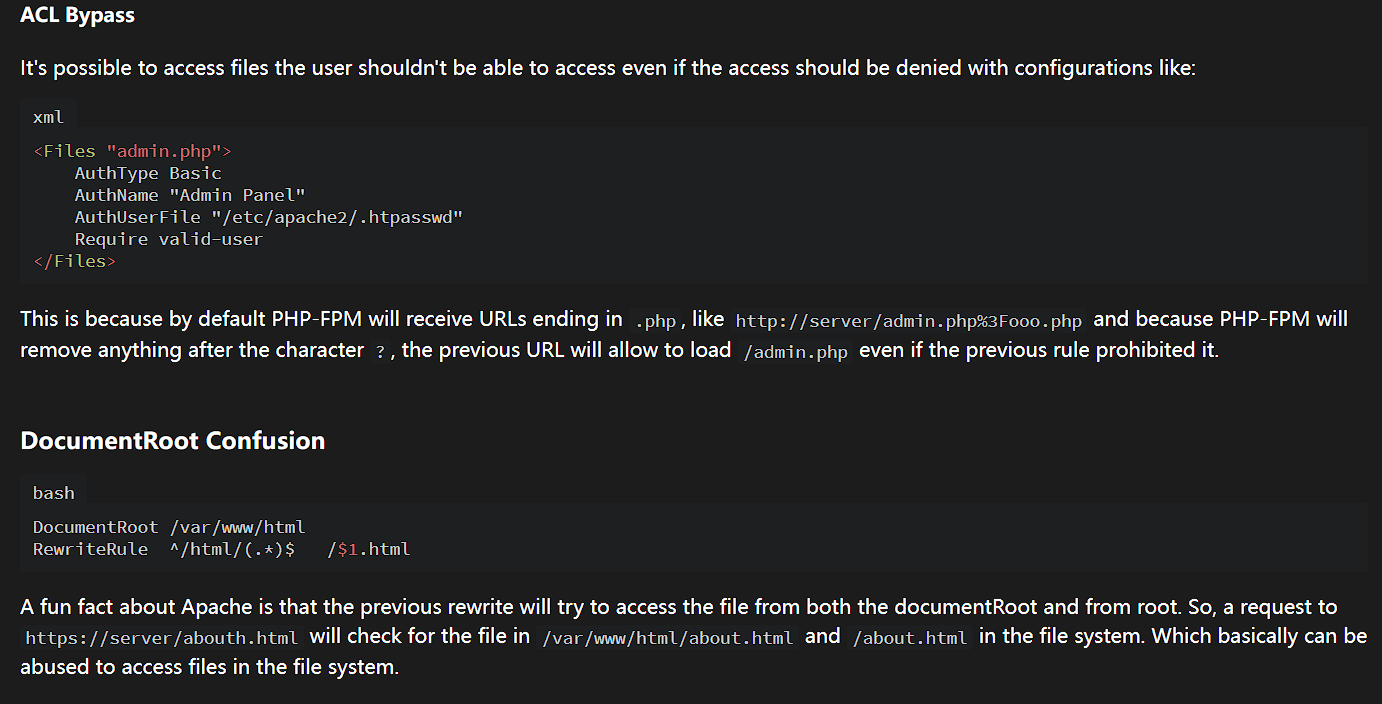 ACL Bypass
It's possible to access files the user shouldn't be able to access even if the access should be denied with configurations like:
xml
<Files "admin.php">
    AuthType Basic
    AuthName "Admin Panel"
    AuthUserFile "/etc/apache2/.htpasswd"
    Require valid-user
</Files>
This is because by default PHP-FPM will receive URLs ending in .php, like http://server/admin.php%3Fooo.php and because PHP-FPM will
remove anything after the character ?, the previous URL will allow to load /admin.php even if the previous rule prohibited it.
DocumentRoot Confusion
bash
DocumentRoot /var/www/html
RewriteRule  ^/html/(.*)$   /$1.html
A fun fact about Apache is that the previous rewrite will try to access the file from both the documentRoot and from root. So, a request to
https://server/abouth.html will check for the file in /var/www/html/about.html and /about.html in the file system. Which basically can be
abused to access files in the file system.